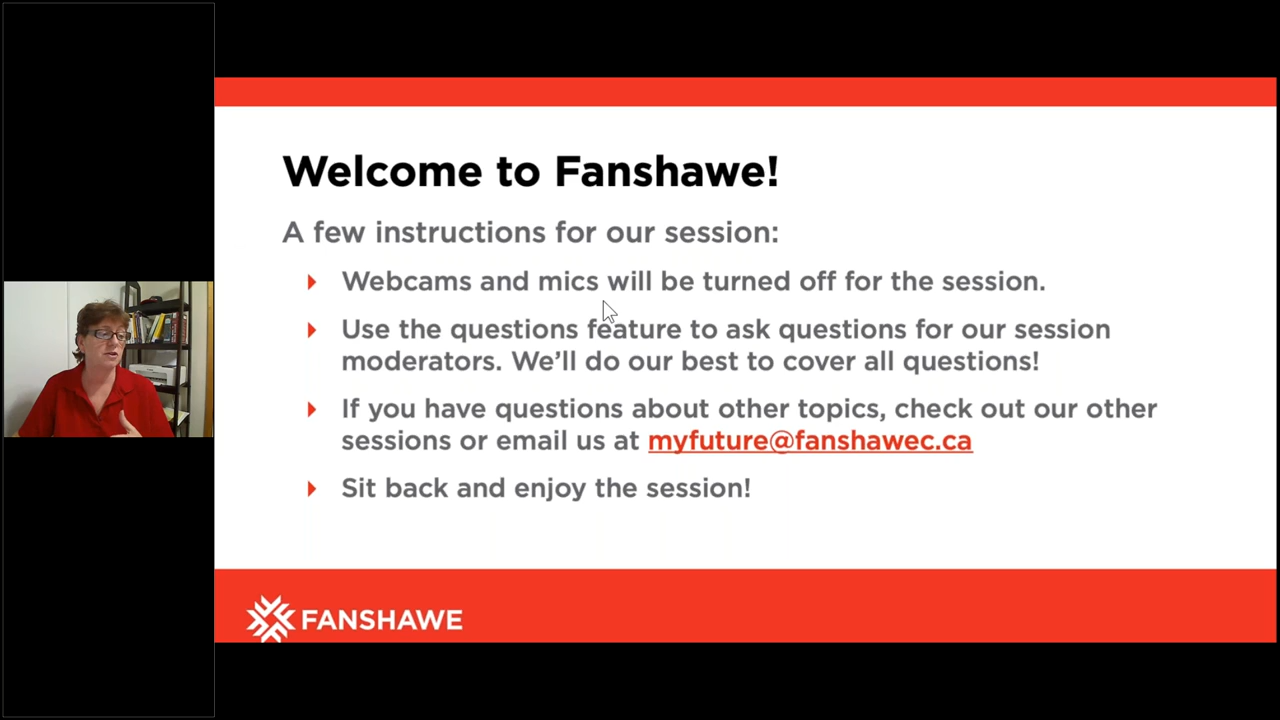 Welcome to Fanshawe!
A few instructions for our session:
Webcams and mics will be turned off for the session.
Use the questions feature to ask questions for our session
moderators. We'll do our best to cover all questions!
If you have questions about other topics, check out our other
sessions or email us at myfuture@fanshawec.ca
Sit back and enjoy the session!
FANSHAWE